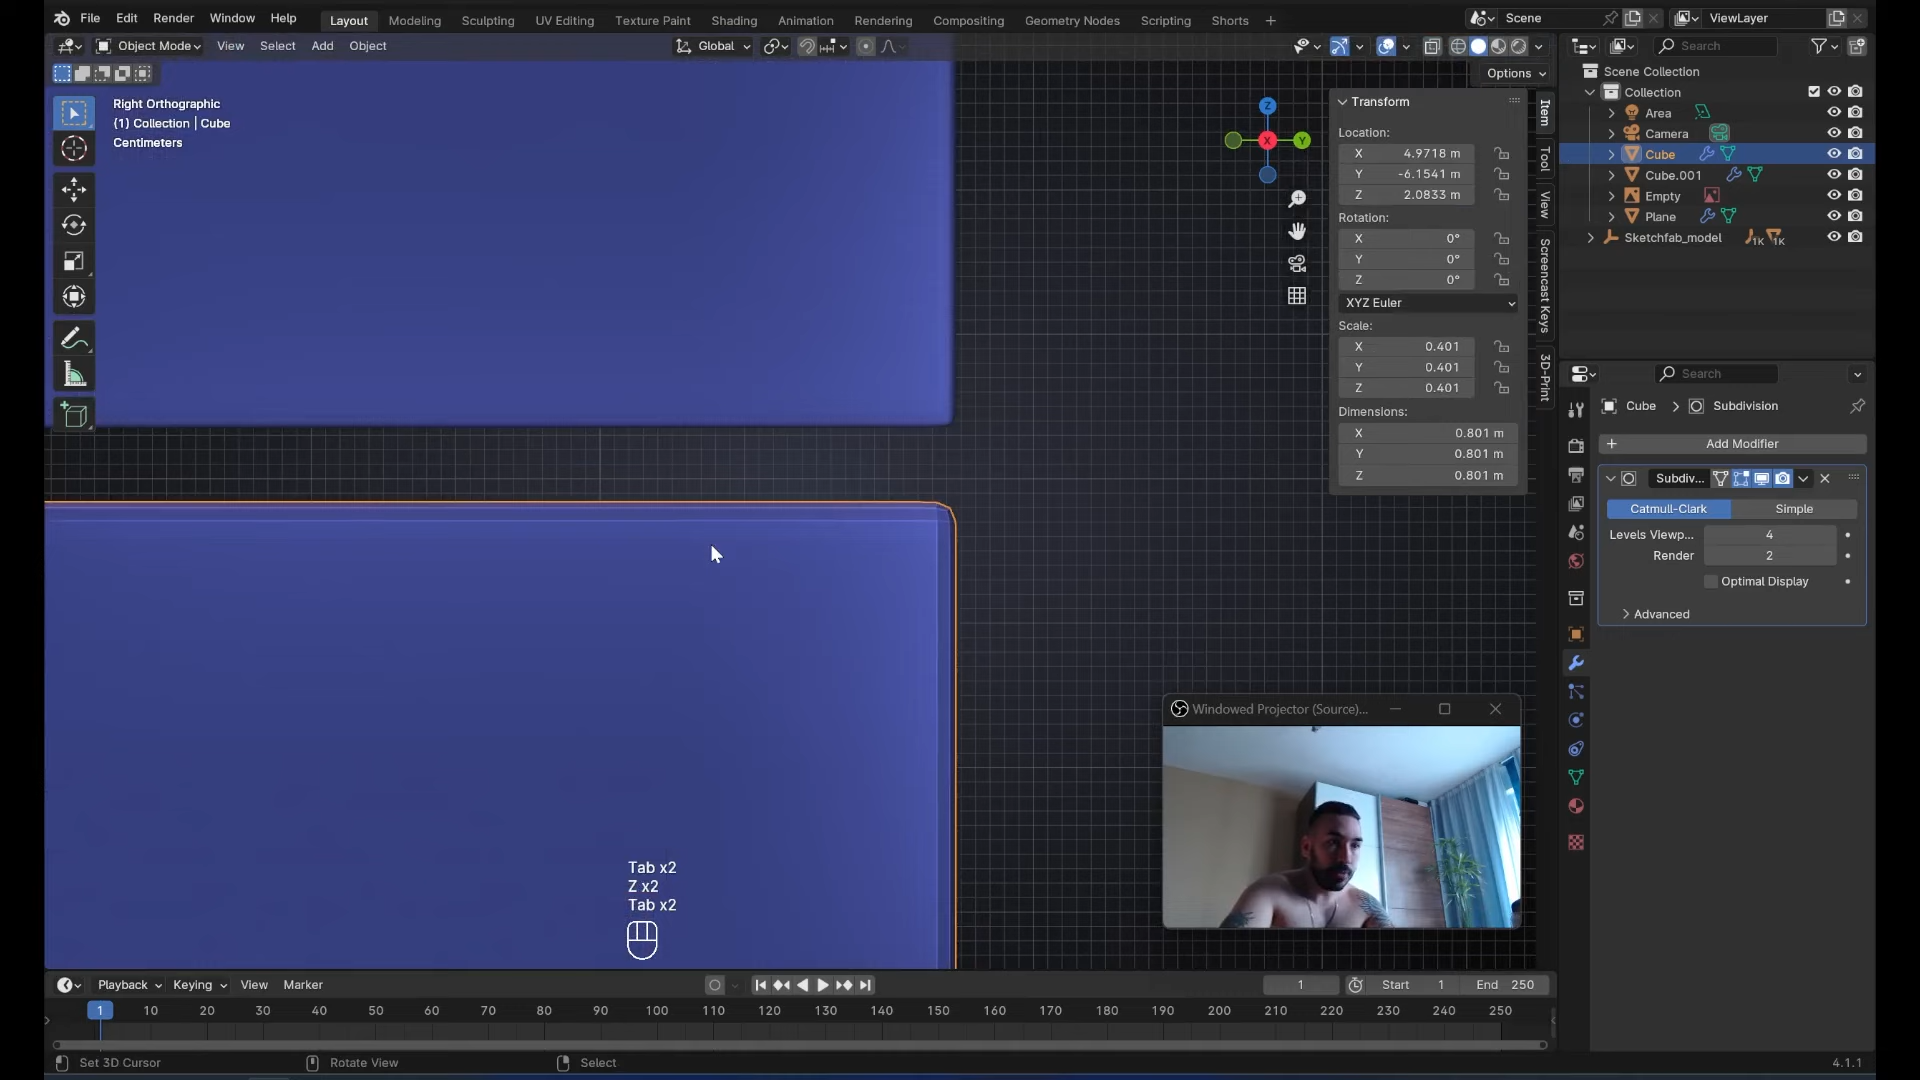 File Edit Render Window Help Layout Modeling Sculpting UV Editing Texture Paint Shading Animation Rendering Compositing Geometry Nodes Scripting Shorts + Scene ViewLayer
Object Mode View Select Add Object Global Search
Options
Right Orthographic
(1) Collection | Cube
Centimeters
Z
X
Y
Transform
Location:
X 4.9718 m
Y -6.1541 m
Z 2.0833 m
Rotation:
X 0°
Y 0°
Z 0°
XYZ Euler
Scale:
X 0.401
Y 0.401
Z 0.401
Dimensions:
X 0.801 m
Y 0.801 m
Z 0.801 m
Item
Tool
View
Screencast Keys
3D-Print
Scene Collection
Collection
Area
Camera
Cube
Cube.001
Empty
Plane
Sketchfab_model 1K 1K
Search
Cube Subdivision
+ Add Modifier
Subdiv...
Catmull-Clark Simple
Levels Viewp... 4
Render 2
Optimal Display
Advanced
Windowed Projector (Source)...
Tab x2
Z x2
Tab x2
Playback Keying View Marker 1 Start 1 End 250
1 10 20 30 40 50 60 70 80 90 100 110 120 130 140 150 160 170 180 190 200 210 220 230 240 250
Set 3D Cursor Rotate View Select 4.1.1